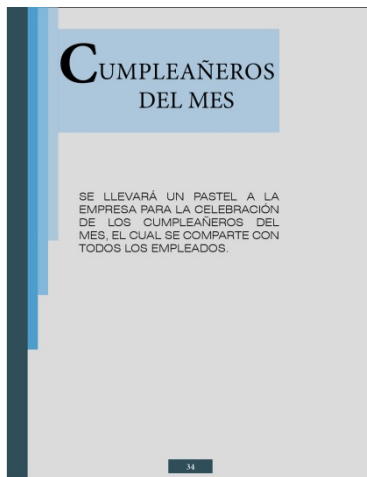 CUMPLEAÑEROS
DEL MES
SE LLEVARÁ UN PASTEL A LA
EMPRESA PARA LA CELEBRACIÓN
DE LOS CUMPLEAÑEROS DEL
MES, EL CUAL SE COMPARTE CON
TODOS LOS EMPLEADOS.
34